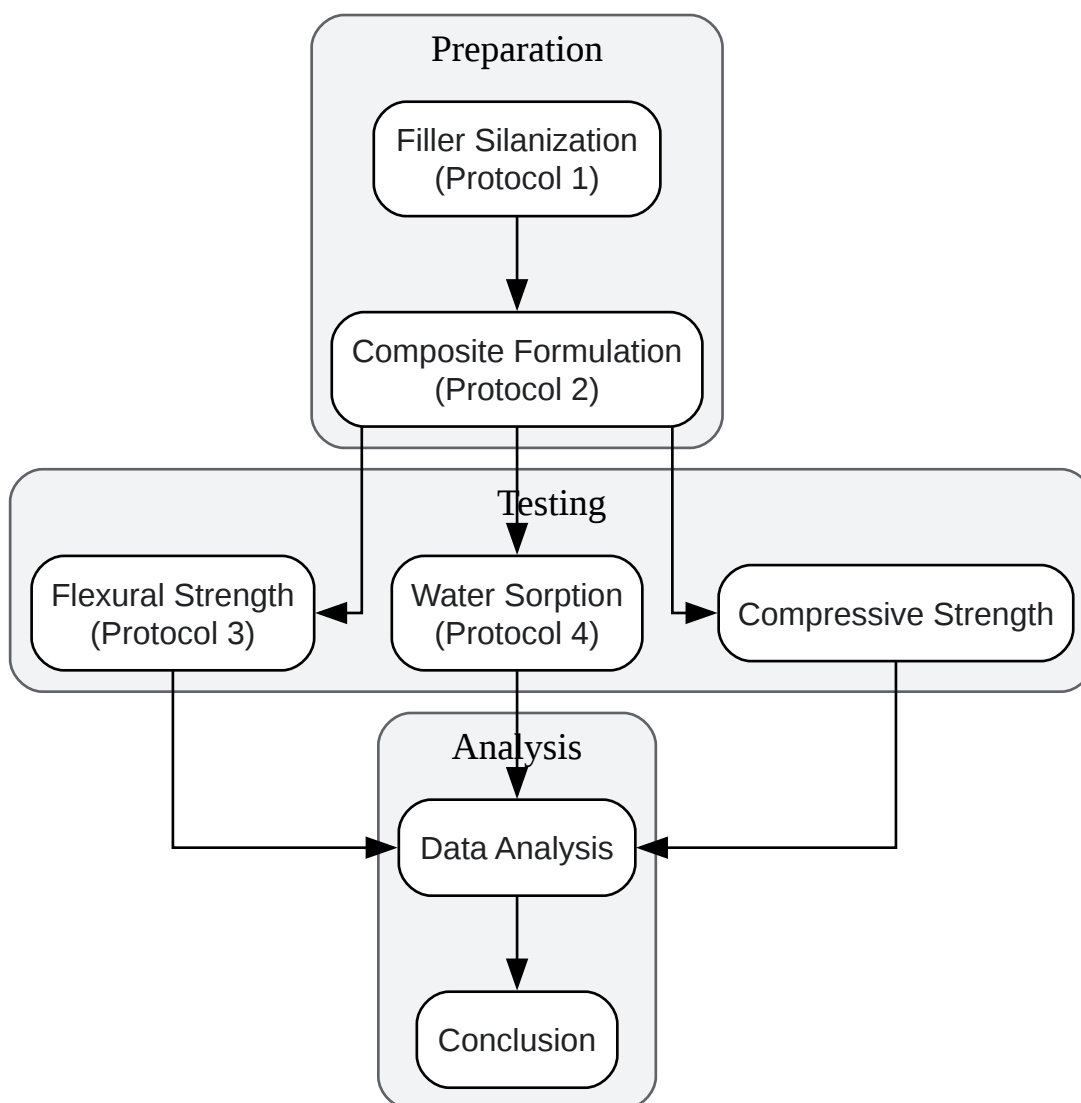 Preparation
Filler Silanization
(Protocol 1)
Composite Formulation
(Protocol 2)
Testing
Flexural Strength
(Protocol 3)
Water Sorption
(Protocol 4)
Compressive Strength
Analysis
Data Analysis
Conclusion